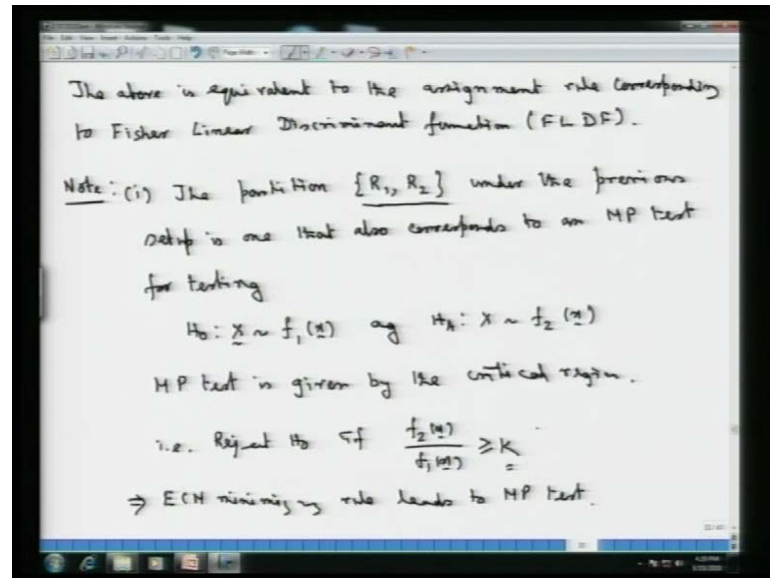 The above is equivalent to the assignment rule corresponding
to Fisher Linear Discriminant function (FLDF).
Note: (i) The partition {R₁, R₂} under the previous
setup is one that also corresponds to an MP test
for testing
H₀: x ~ f₁(x) ag H_A: X ~ f₂(x)
MP test is given by the critical region.
i.e. Reject H₀ if f₂(x)/f₁(x) ≥ K
⇒ ECM minimizing rule leads to MP test.